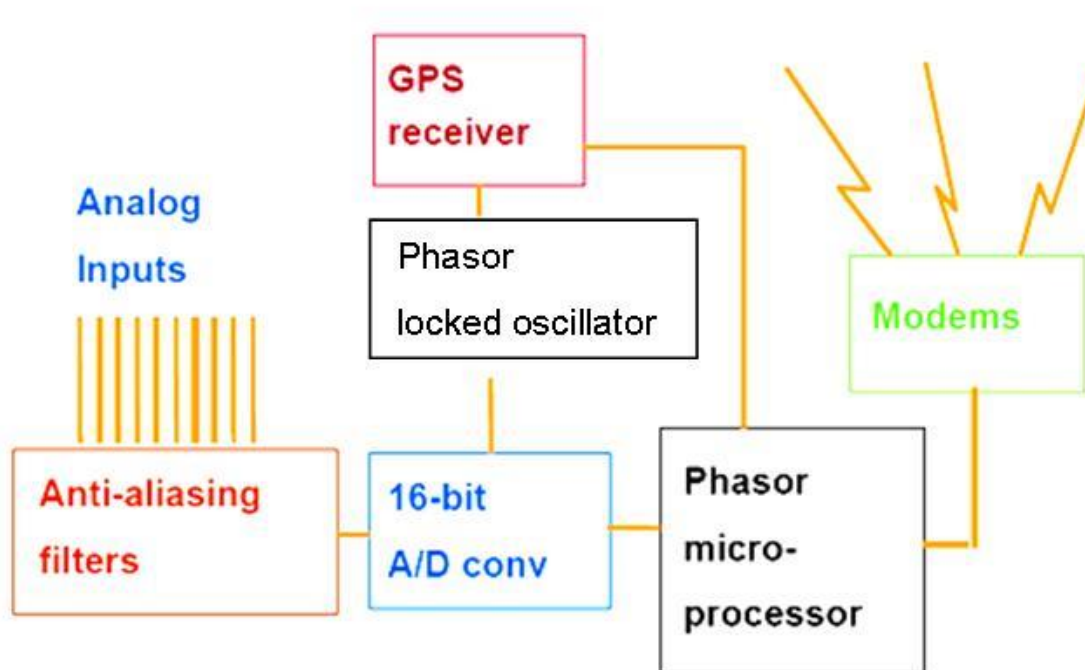 GPS
receiver
Analog
Inputs
Phasor
locked oscillator
Modems
Anti-aliasing
filters
16-bit
A/D conv
Phasor
micro-
processor